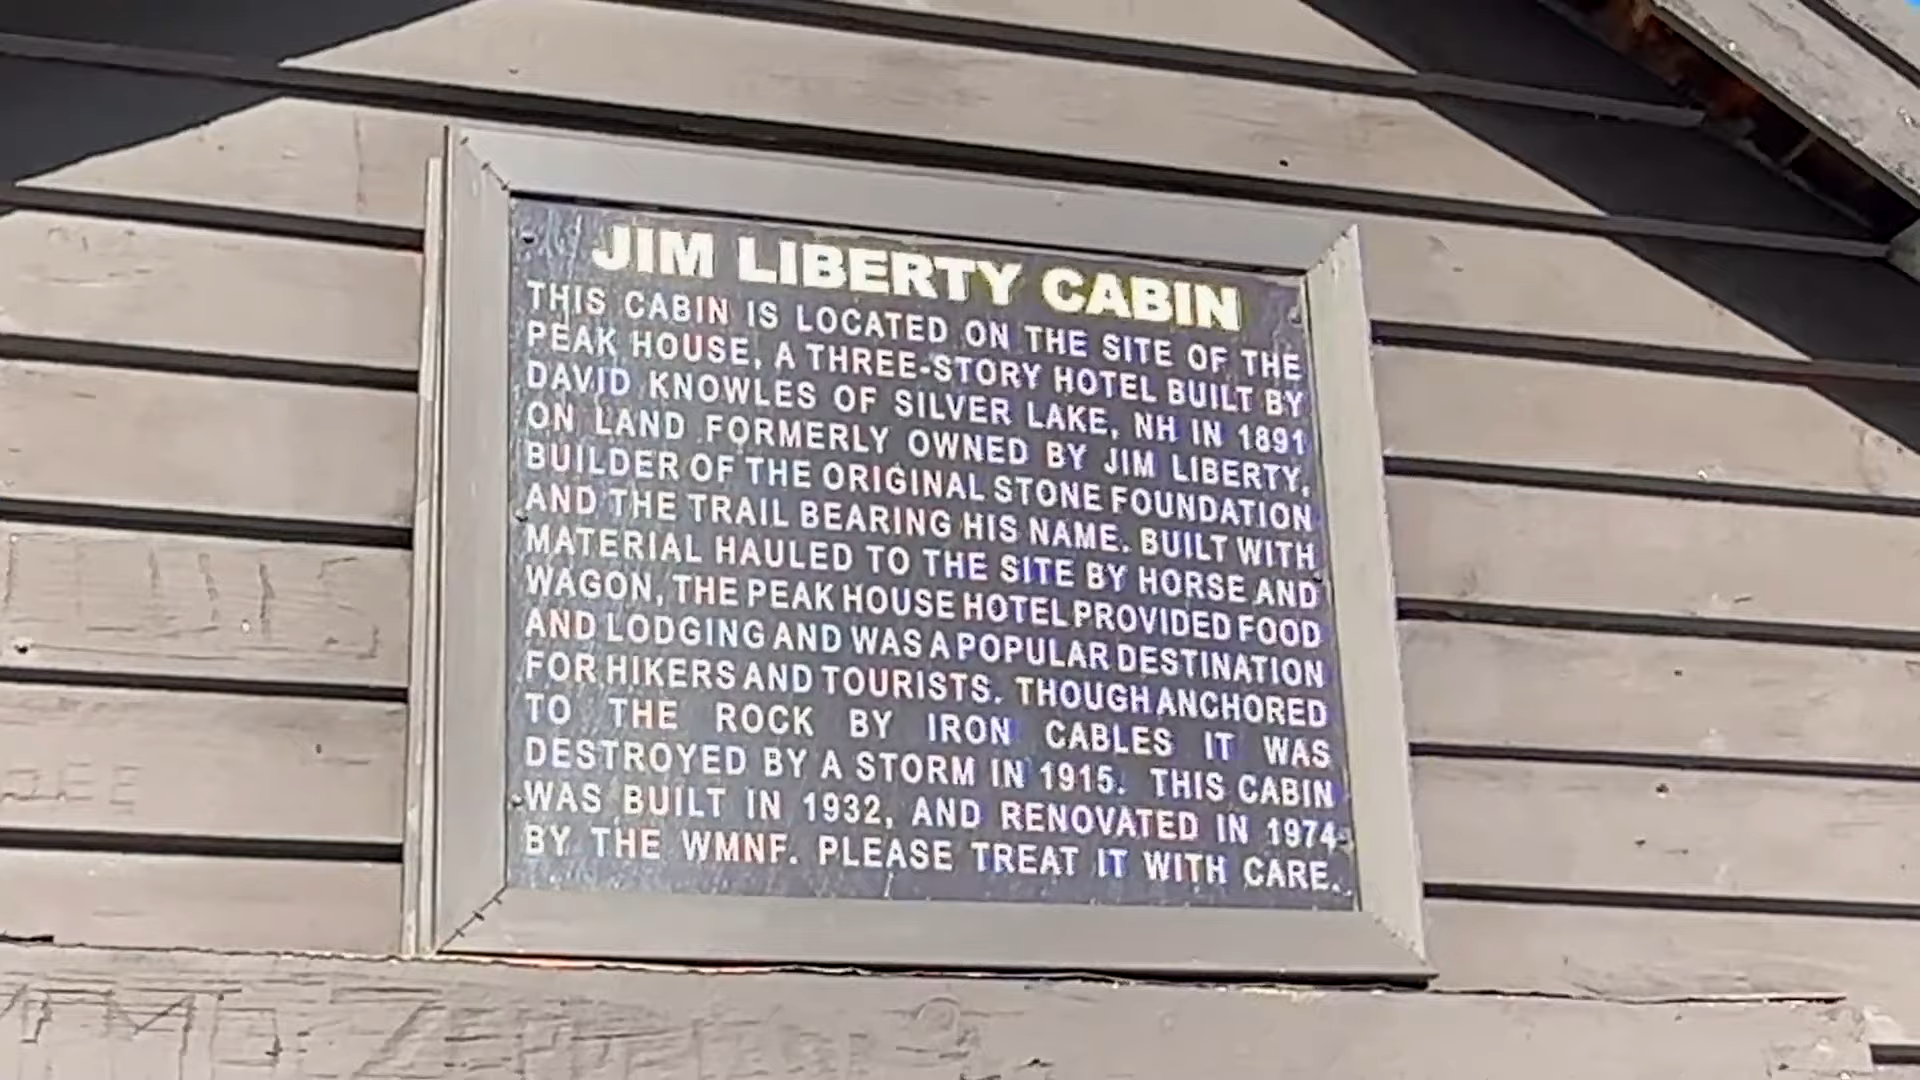 JIM LIBERTY CABIN
THIS CABIN IS LOCATED ON THE SITE OF THE
PEAK HOUSE, A THREE-STORY HOTEL BUILT BY
DAVID KNOWLES OF SILVER LAKE, NH IN 1891
ON LAND FORMERLY OWNED BY JIM LIBERTY,
BUILDER OF THE ORIGINAL STONE FOUNDATION
AND THE TRAIL BEARING HIS NAME. BUILT WITH
MATERIAL HAULED TO THE SITE BY HORSE AND
WAGON, THE PEAK HOUSE HOTEL PROVIDED FOOD
AND LODGING AND WAS A POPULAR DESTINATION
FOR HIKERS AND TOURISTS. THOUGH ANCHORED
TO THE ROCK BY IRON CABLES IT WAS
DESTROYED BY A STORM IN 1915. THIS CABIN
WAS BUILT IN 1932, AND RENOVATED IN 1974
BY THE WMNF. PLEASE TREAT IT WITH CARE.